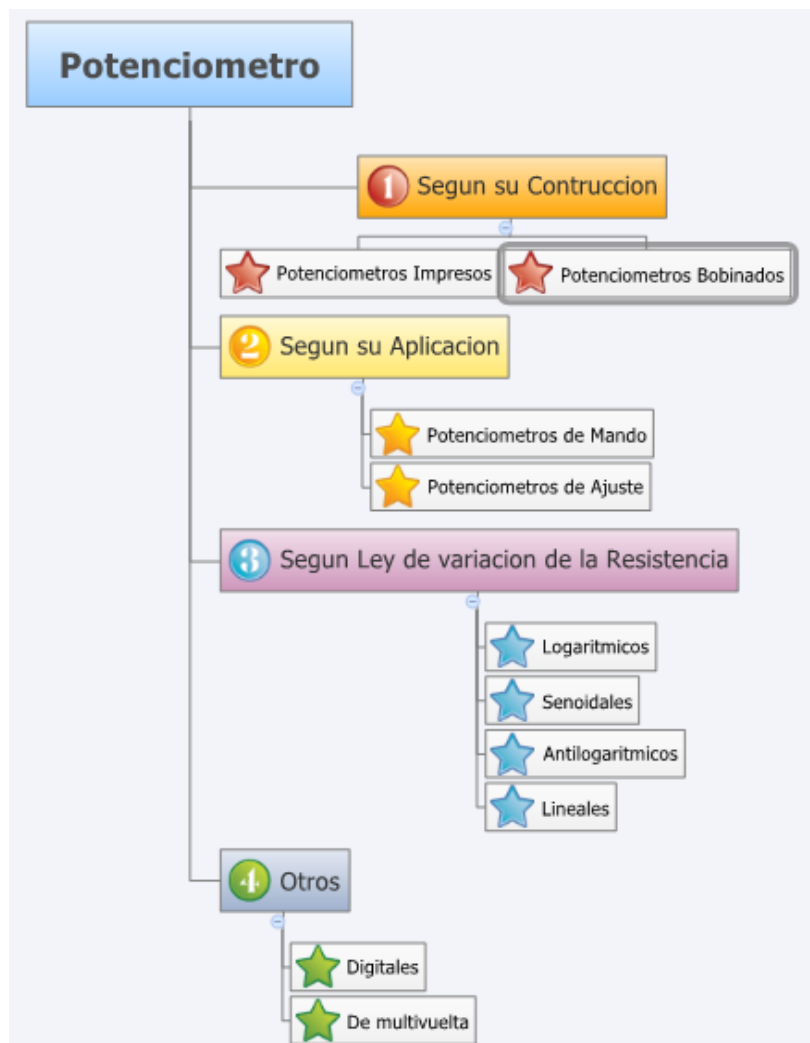 Potenciometro
1 Segun su Contruccion
Potenciometros Impresos
Potenciometros Bobinados
2 Segun su Aplicacion
Potenciometros de Mando
Potenciometros de Ajuste
3 Segun Ley de variacion de la Resistencia
Logaritmicos
Senoidales
Antilogaritmicos
Lineales
4 Otros
Digitales
De multivuelta